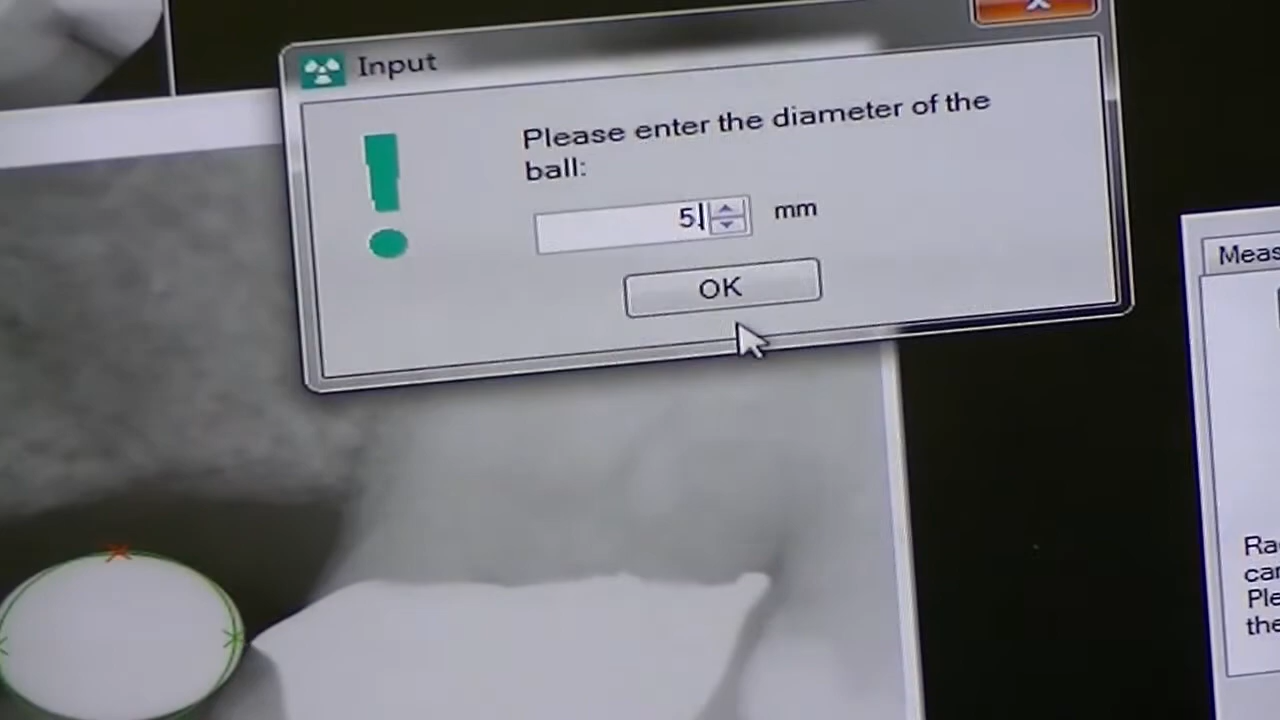 Input
Please enter the diameter of the
ball:
5
mm
OK
Meas
Ra
car
Ple
the